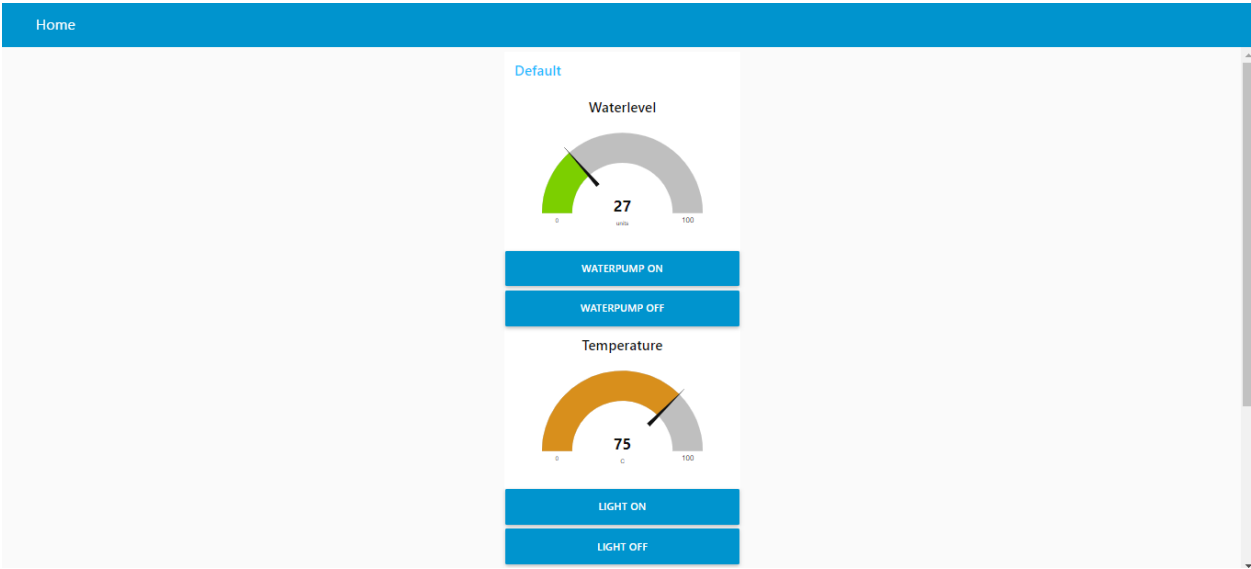 Home
Default
Waterlevel
27
0
units
100
WATERPUMP ON
WATERPUMP OFF
Temperature
75
0
C
100
LIGHT ON
LIGHT OFF